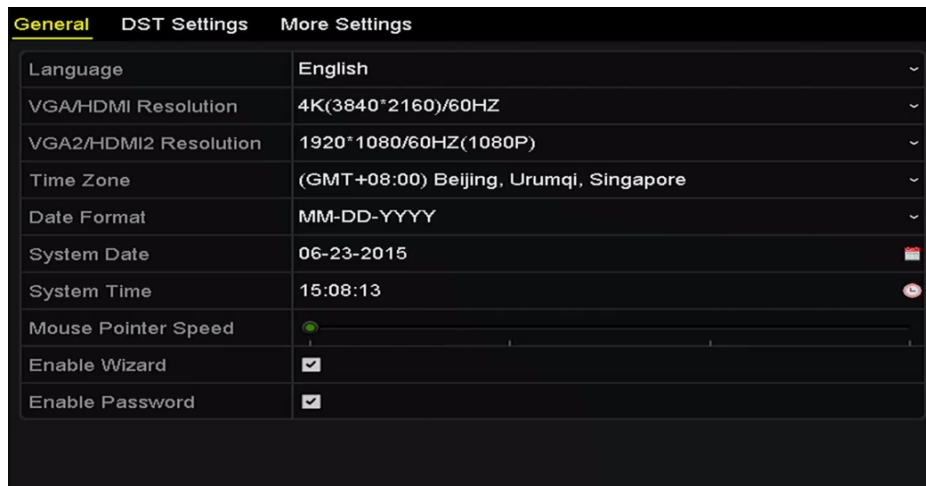 General DST Settings More Settings
Language English
VGA/HDMI Resolution 4K(3840*2160)/60HZ
VGA2/HDMI2 Resolution 1920*1080/60HZ(1080P)
Time Zone (GMT+08:00) Beijing, Urumqi, Singapore
Date Format MM-DD-YYYY
System Date 06-23-2015
System Time 15:08:13
Mouse Pointer Speed
Enable Wizard
Enable Password